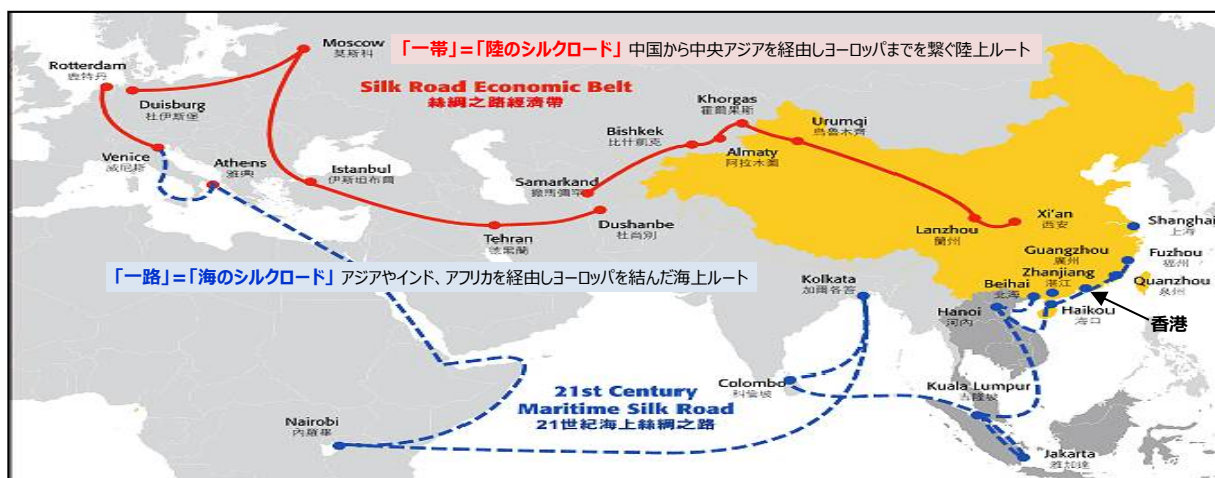 Moscow
莫斯科
「一帯」=「陸のシルクロード」 中国から中央アジアを経由しヨーロッパまでを繋ぐ陸上ルート
Rotterdam
鹿特丹
Duisburg
杜伊斯堡
Silk Road Economic Belt
絲綢之路經濟帶
Khorgas
霍爾果斯
Urumqi
烏魯木齊
Bishkek
比什凱克
Almaty
阿拉木圖
Venice
威尼斯
Athens
雅典
Istanbul
伊斯坦布爾
Samarkand
撒馬爾罕
Dushanbe
杜尚別
Tehran
德黑蘭
Lanzhou
蘭州
Xi'an
西安
Shanghai
上海
Guangzhou
廣州
Fuzhou
福州
「一路」=「海のシルクロード」 アジアやインド、アフリカを経由しヨーロッパを結んだ海上ルート
Kolkata
加爾各答
Zhanjiang
湛江
Beihai
北海
Quanzhou
泉州
Hanoi
河內
Haikou
海口
香港
21st Century
Maritime Silk Road
21世紀海上絲綢之路
Colombo
科倫坡
Kuala Lumpur
吉隆坡
Nairobi
內羅畢
Jakarta
雅加達